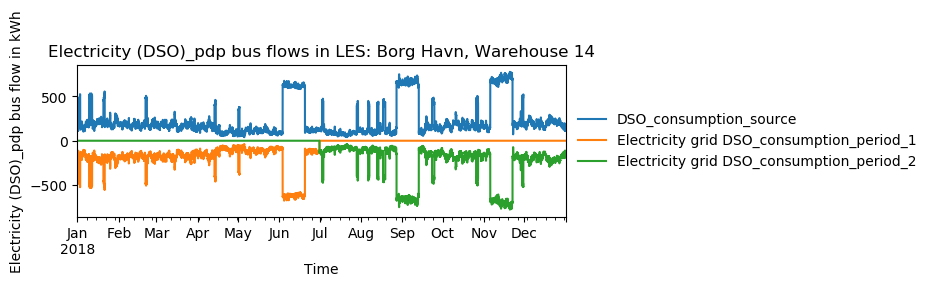 Electricity (DSO)_pdp bus flows in LES: Borg Havn, Warehouse 14
Electricity (DSO)_pdp bus flow in kWh
500
0
−500
Jan Feb Mar Apr May Jun Jul Aug Sep Oct Nov Dec
2018
Time
DSO_consumption_source
Electricity grid DSO_consumption_period_1
Electricity grid DSO_consumption_period_2